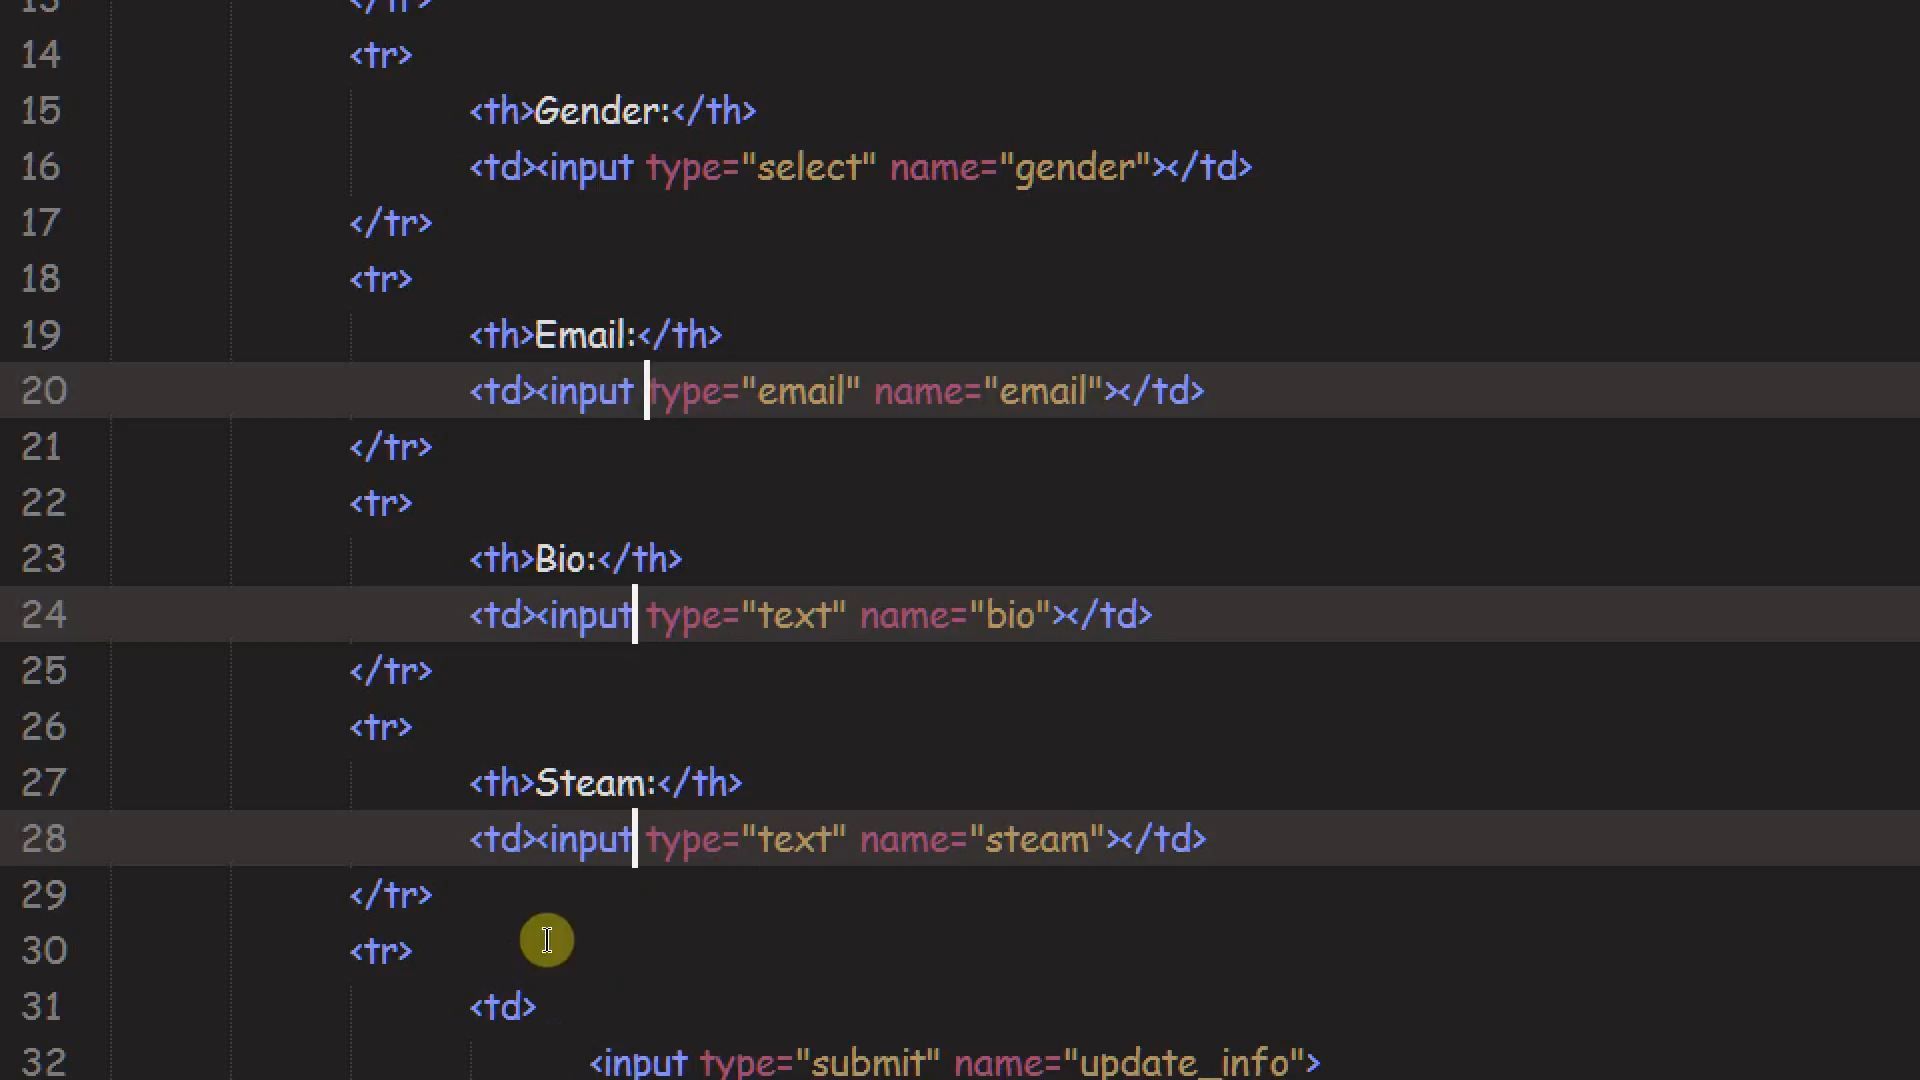 13 </tr>
14 <tr>
15 <th>Gender:</th>
16 <td><input type="select" name="gender"></td>
17 </tr>
18 <tr>
19 <th>Email:</th>
20 <td><input type="email" name="email"></td>
21 </tr>
22 <tr>
23 <th>Bio:</th>
24 <td><input type="text" name="bio"></td>
25 </tr>
26 <tr>
27 <th>Steam:</th>
28 <td><input type="text" name="steam"></td>
29 </tr>
30 <tr>
31 <td>
32 <input type="submit" name="update_info">